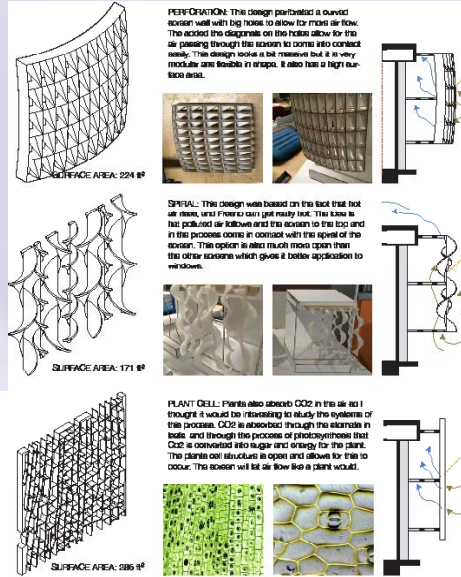 PERFORATION: This design perforated a curved
screen wall with big holes to allow for more air flow.
The added the diagonals on the holes allow for the
air passing through the screen to come into contact
easily. This design looks a bit massive but it is very
modular are flexible in shape. It also has a high sur-
face area.
SURFACE AREA: 224 ft²
SPIRAL: This design was based on the fact that hot
air rises, and Fresno can get really hot. The idea is
hat polluted air follows and the screen to the top and
in the process coms in contact with the spiral of the
screen. This option is also much more open than
the other screens which gives it better application to
windows.
SURFACE AREA: 171 ft²
PLANT CELL: Plants also absorb CO2 in the air so I
thought it would be interesting to study the systems of
this process. CO2 is absorbed through the stomata in
leafs and through the process of photosynthesis that
Co2 is converted into sugar and energy for the plant.
The plants cell structure is open and allows for this to
occur. The screen will let air flow like a plant would.
SURFACE AREA: 286 ft²